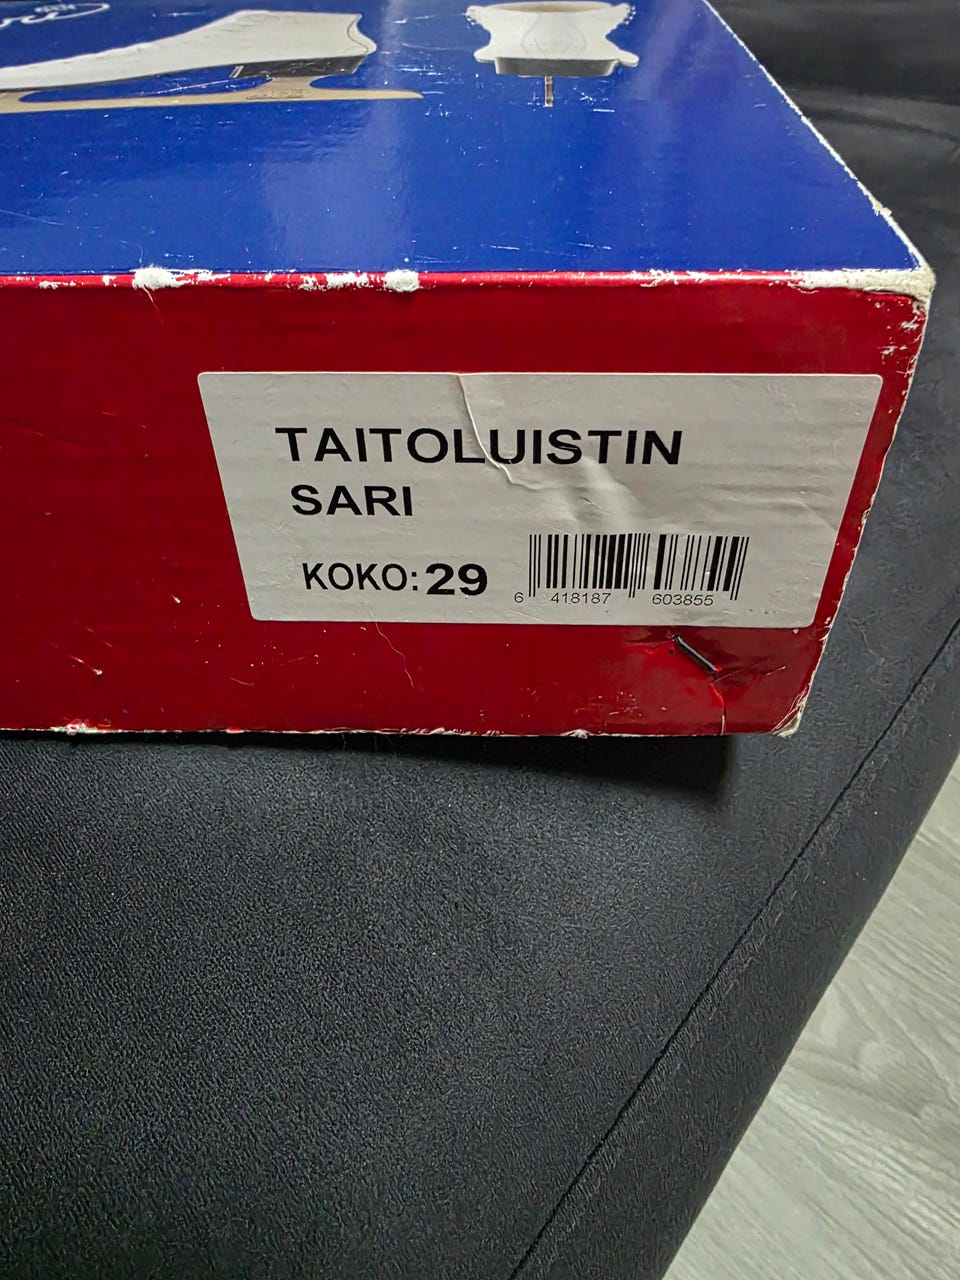 TAITOLUISTIN
SARI
KOKO: 29
6 418187 603855